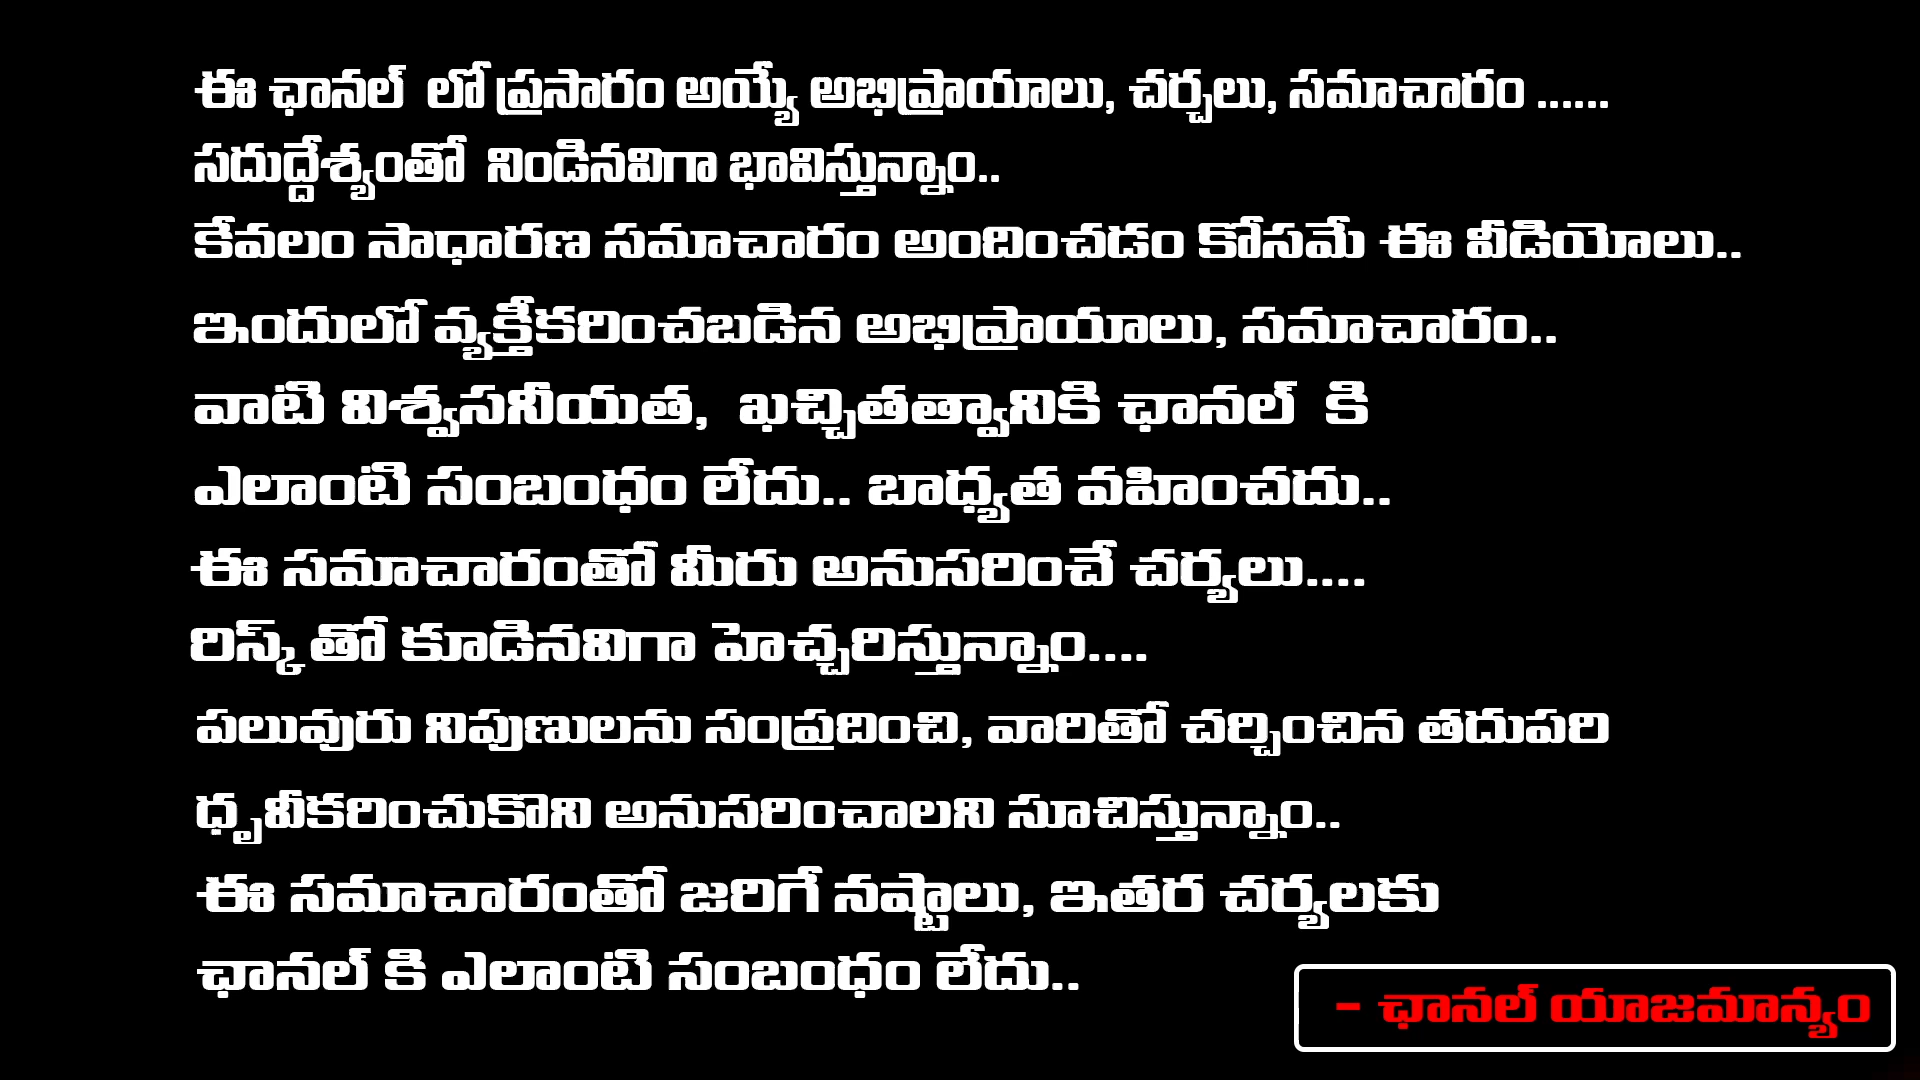 ఈ ఛానల్ లో ప్రసారం అయ్యే అభిప్రాయాలు, చర్చలు, సమాచారం ......
సదుద్దేశ్యంతో నిండినవిగా భావిస్తున్నాం..
కేవలం సాధారణ సమాచారం అందించడం కోసమే ఈ వీడియోలు..
ఇందులో వ్యక్తీకరించబడిన అభిప్రాయాలు, సమాచారం..
వాటి విశ్వసనీయత, ఖచ్చితత్వానికి ఛానల్ కి
ఎలాంటి సంబంధం లేదు.. బాధ్యత వహించదు..
ఈ సమాచారంతో మీరు అనుసరించే చర్యలు....
రిస్క్ తో కూడినవిగా హెచ్చరిస్తున్నాం....
పలువురు నిపుణులను సంప్రదించి, వారితో చర్చించిన తదుపరి
ధృవీకరించుకొని అనుసరించాలని సూచిస్తున్నాం..
ఈ సమాచారంతో జరిగే నష్టాలు, ఇతర చర్యలకు
ఛానల్ కి ఎలాంటి సంబంధం లేదు..
- ఛానల్ యాజమాన్యం